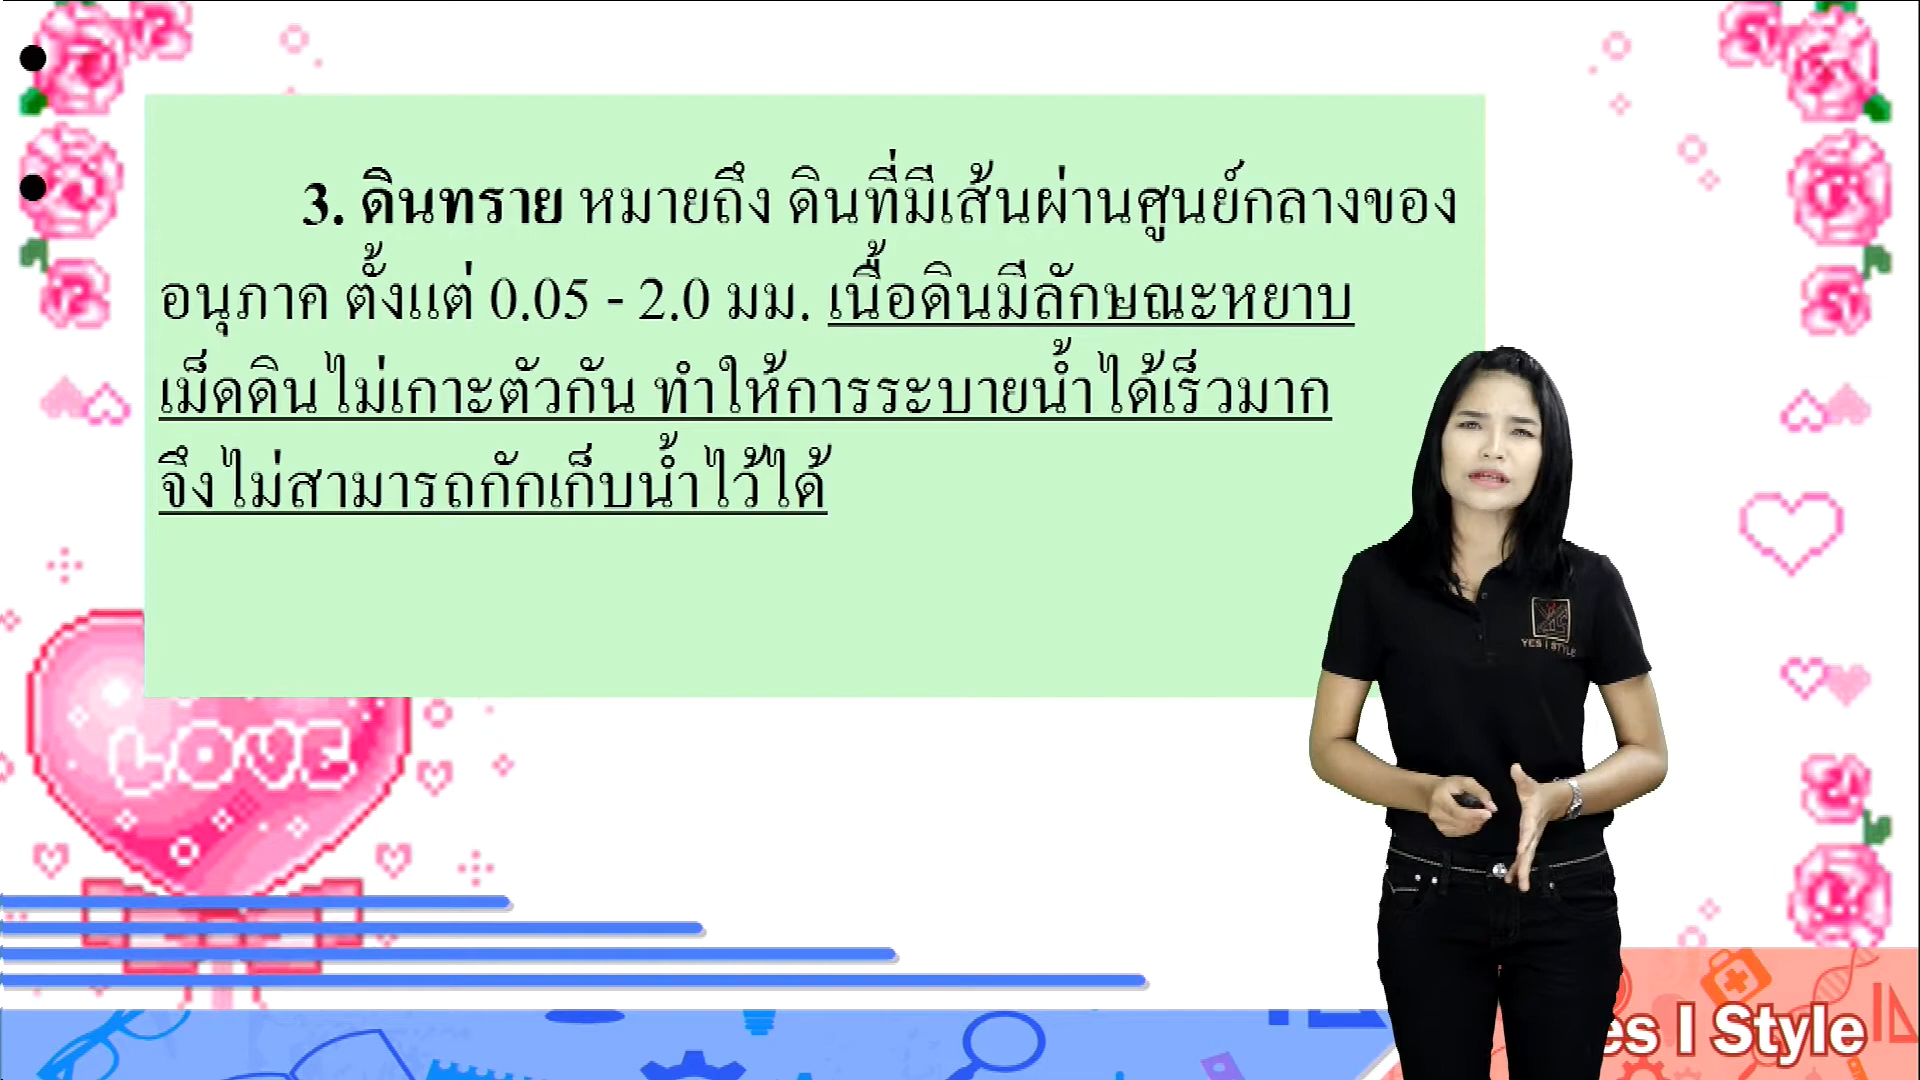 3. ดินทราย หมายถึง ดินที่มีเส้นผ่านศูนย์กลางของ
อนุภาค ตั้งแต่ 0.05 - 2.0 มม. เนื้อดินมีลักษณะหยาบ
เม็ดดินไม่เกาะตัวกัน ทำให้การระบายน้ำได้เร็วมาก
จึงไม่สามารถกักเก็บน้ำไว้ได้
YES I STYLE
LOVE
es I Style